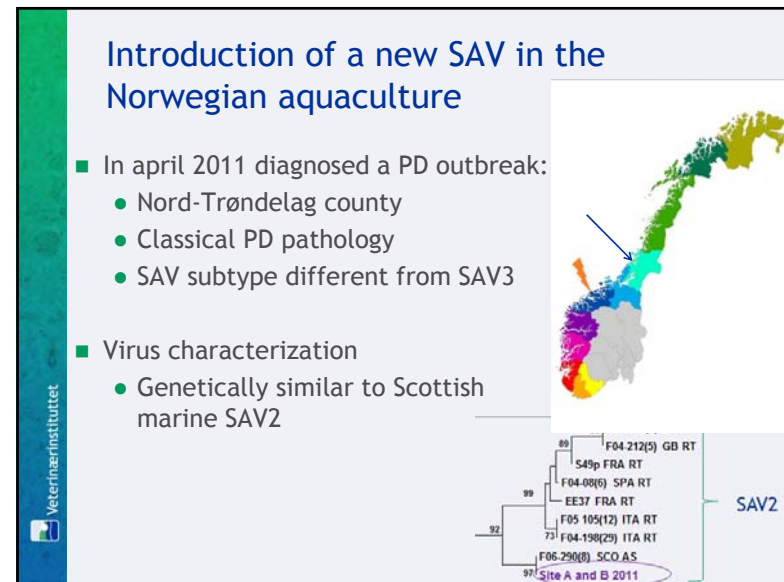 Introduction of a new SAV in the
Norwegian aquaculture
■ In april 2011 diagnosed a PD outbreak:
● Nord-Trøndelag county
● Classical PD pathology
● SAV subtype different from SAV3
■ Virus characterization
● Genetically similar to Scottish
marine SAV2
Veterinærinstituttet
89
F04-212(5) GB RT
S49p FRA RT
F04-08(6) SPA RT
99
EE37 FRA RT
SAV2
F05 105(12) ITA RT
92
73
F04-198(29) ITA RT
F06-290(8) SCO AS
97
Site A and B 2011